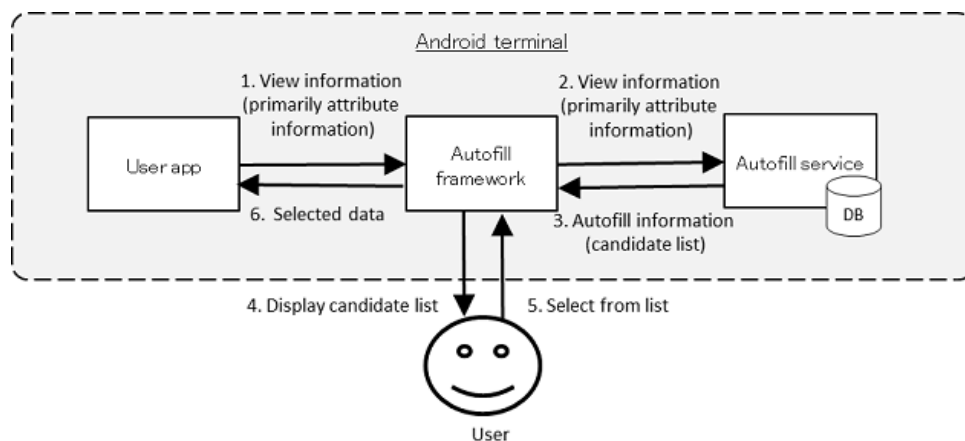 Android terminal
1. View information
(primarily attribute
information)
2. View information
(primarily attribute
information)
User app
Autofill
framework
Autofill service
DB
6. Selected data
3. Autofill information
(candidate list)
4. Display candidate list
5. Select from list
User